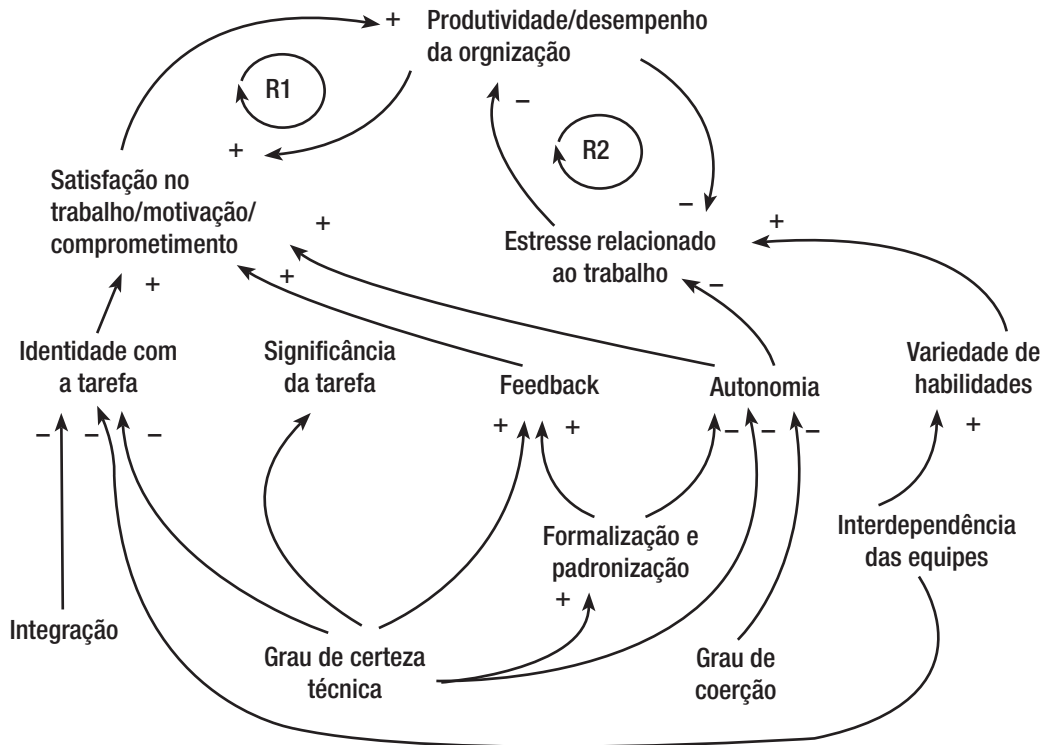 +
Produtividade/desempenho
da orgnização
R1
–
R2
+
Satisfação no
trabalho/motivação/
comprometimento
+
–
+
Estresse relacionado
ao trabalho
+
+
–
Identidade com
a tarefa
Significância
da tarefa
Feedback
Autonomia
Variedade de
habilidades
– – –
+ +
– – –
+
Formalização e
padronização
Interdependência
das equipes
+
Integração
Grau de certeza
técnica
Grau de
coerção